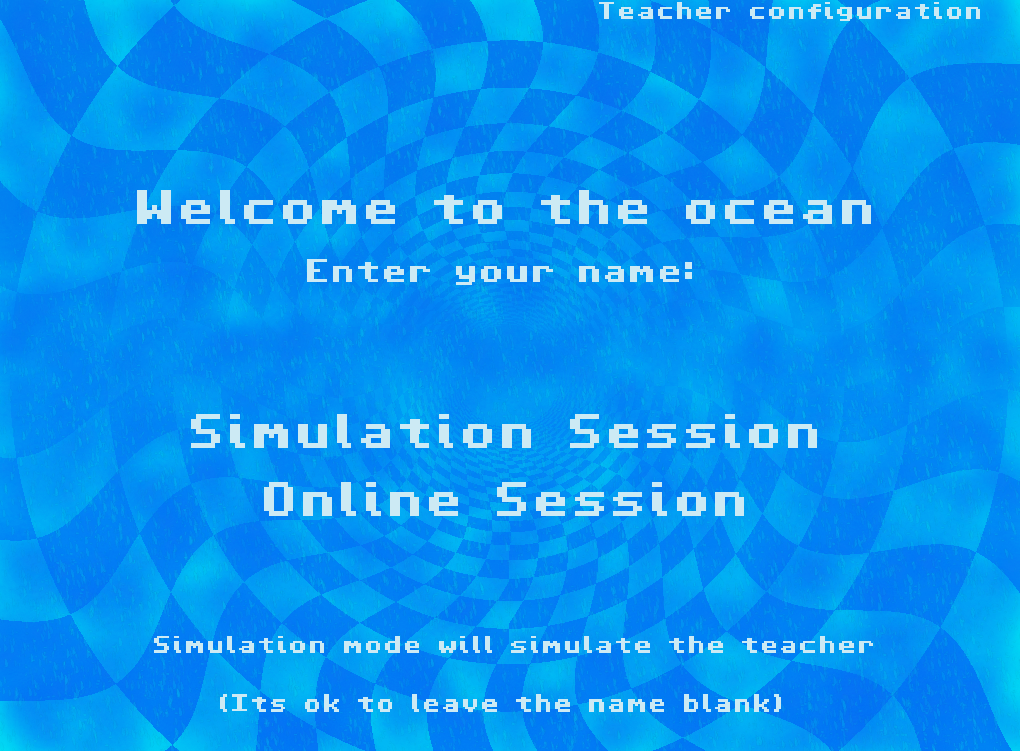 Teacher configuration
Welcome to the ocean
Enter your name:
Simulation Session
Online Session
Simulation mode will simulate the teacher
(Its ok to leave the name blank)